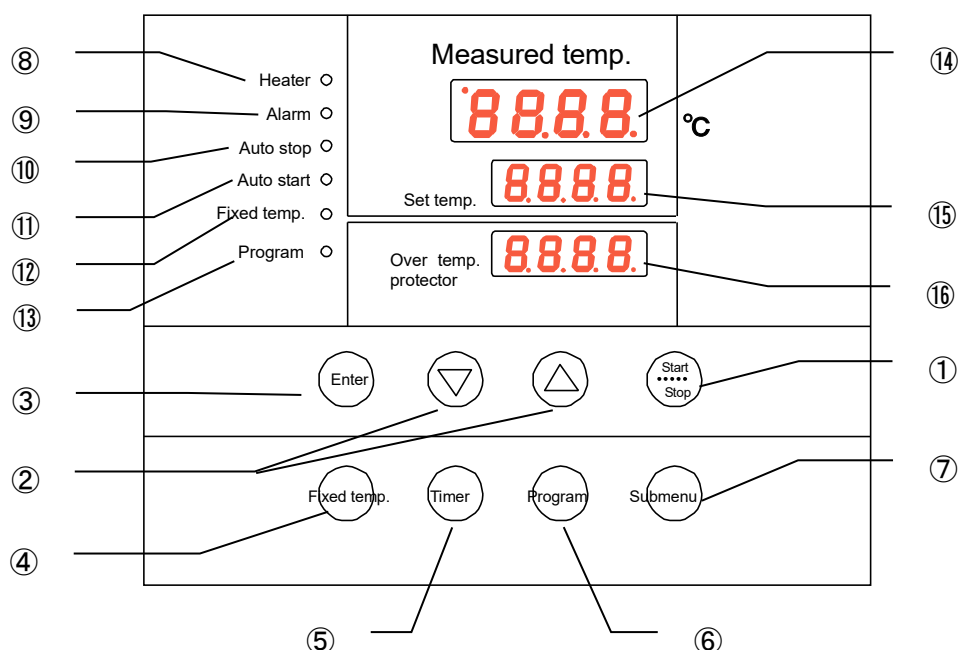 Measured temp.
⑧
Heater
8.8.8.8.
⑭
⑨
Alarm
℃
⑩
Auto stop
⑪
Auto start
Set temp.
8.8.8.8.
⑮
⑫
Fixed temp.
⑬
Program
Over temp.
protector
8.8.8.8.
⑯
③
Enter
Start
Stop
①
②
Fixed temp.
Timer
Program
Submenu
⑦
④
⑤
⑥